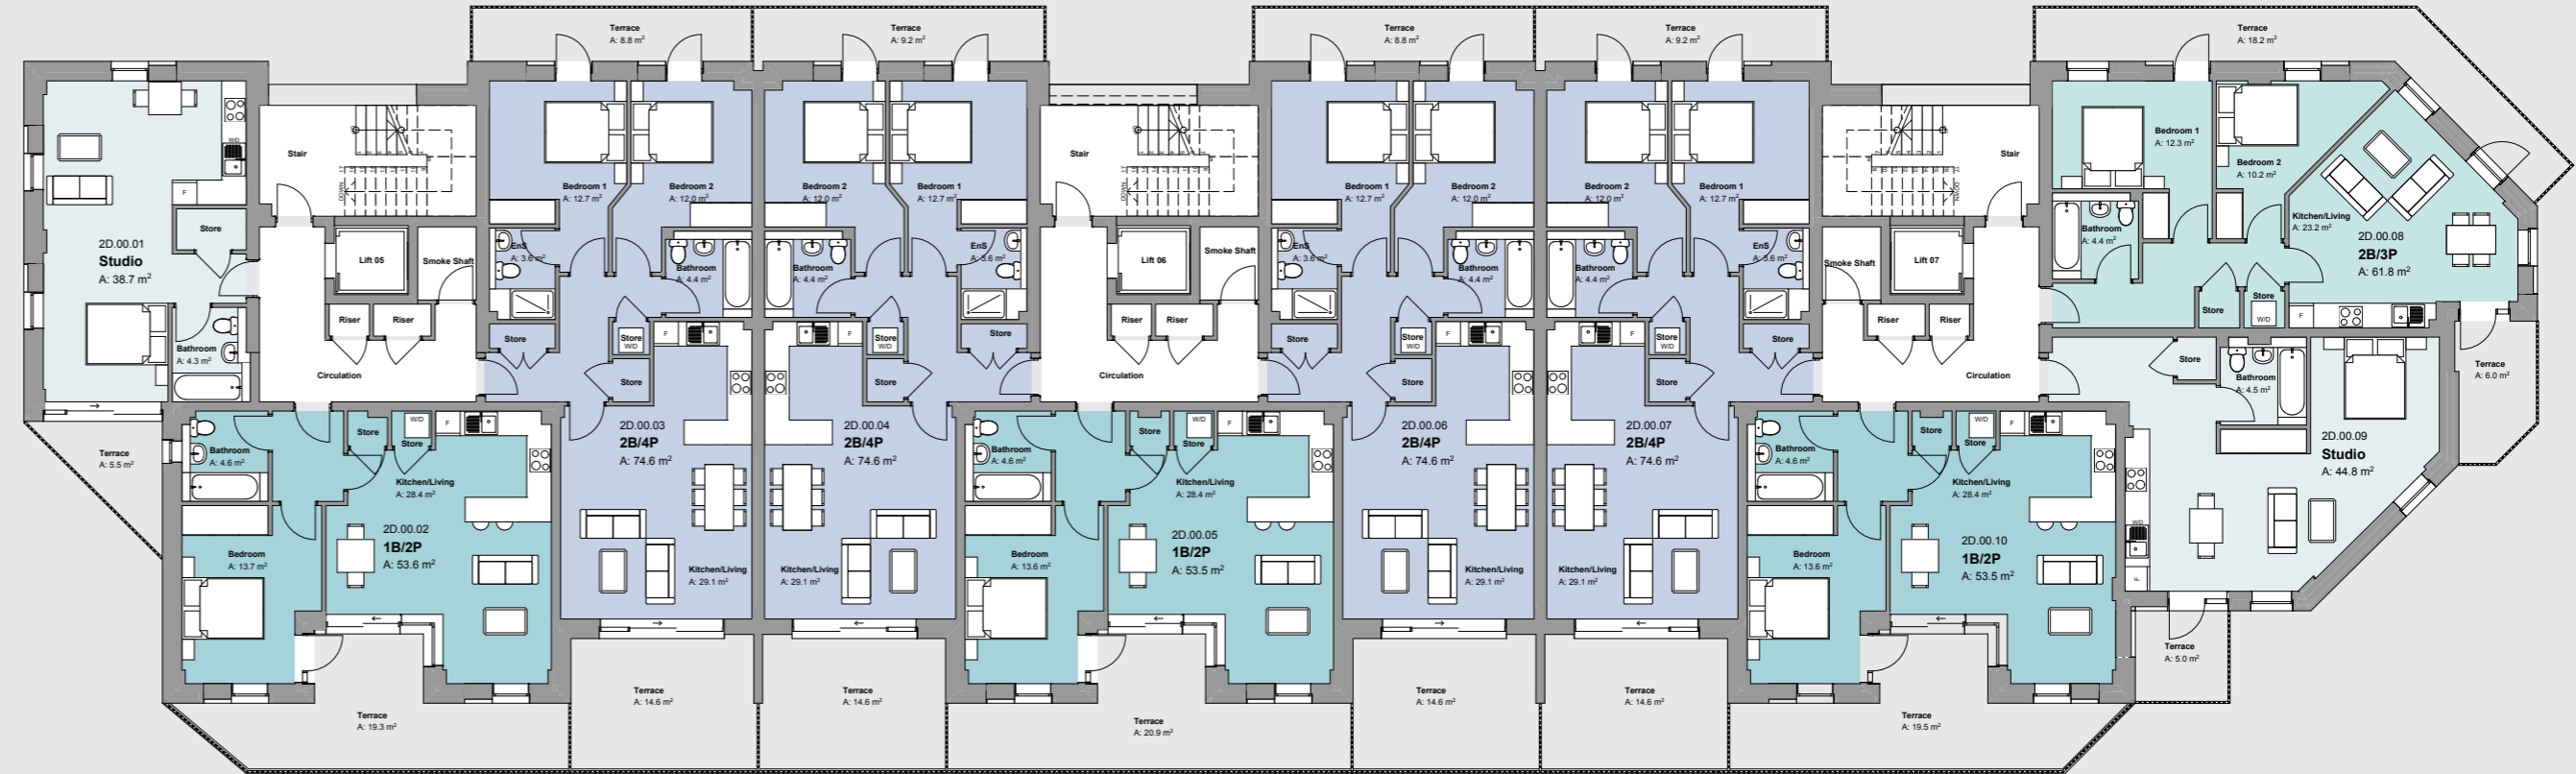 Terrace
A: 8.8 m²
Terrace
A: 9.2 m²
Terrace
A: 8.8 m²
Terrace
A: 9.2 m²
Terrace
A: 18.2 m²
W/D
F
Store
2D.00.01
Studio
A: 38.7 m²
Bathroom
A: 4.3 m²
Terrace
A: 5.5 m²
Stair
DOWN 17
Lift 05
Smoke Shaft
Riser
Riser
Circulation
Bathroom
A: 4.6 m²
Store
W/D
Store
F
Kitchen/Living
A: 28.4 m²
2D.00.02
1B/2P
A: 53.6 m²
Bedroom
A: 13.7 m²
Terrace
A: 19.3 m²
Bedroom 1
A: 12.7 m²
Bedroom 2
A: 12.0 m²
EnS
A: 3.6 m²
Bathroom
A: 4.4 m²
Store
Store
W/D
F
Store
2D.00.03
2B/4P
A: 74.6 m²
Kitchen/Living
A: 29.1 m²
Terrace
A: 14.6 m²
Bedroom 2
A: 12.0 m²
Bedroom 1
A: 12.7 m²
Bathroom
A: 4.4 m²
EnS
A: 3.6 m²
F
Store
W/D
Store
Store
2D.00.04
2B/4P
A: 74.6 m²
Kitchen/Living
A: 29.1 m²
Terrace
A: 14.6 m²
Stair
DOWN 17
Lift 06
Smoke Shaft
Riser
Riser
Circulation
Bathroom
A: 4.6 m²
Store
W/D
Store
F
Kitchen/Living
A: 28.4 m²
2D.00.05
1B/2P
A: 53.5 m²
Bedroom
A: 13.6 m²
Terrace
A: 20.9 m²
Bedroom 1
A: 12.7 m²
Bedroom 2
A: 12.0 m²
EnS
A: 3.6 m²
Bathroom
A: 4.4 m²
Store
Store
W/D
F
Store
2D.00.06
2B/4P
A: 74.6 m²
Kitchen/Living
A: 29.1 m²
Terrace
A: 14.6 m²
Bedroom 2
A: 12.0 m²
Bedroom 1
A: 12.7 m²
Bathroom
A: 4.4 m²
EnS
A: 3.6 m²
F
Store
W/D
Store
Store
2D.00.07
2B/4P
A: 74.6 m²
Kitchen/Living
A: 29.1 m²
Terrace
A: 14.6 m²
Stair
DOWN 17
Smoke Shaft
Lift 07
Riser
Riser
Circulation
Bathroom
A: 4.6 m²
Store
W/D
Store
F
Kitchen/Living
A: 28.4 m²
2D.00.10
1B/2P
A: 53.5 m²
Bedroom
A: 13.6 m²
Terrace
A: 19.5 m²
Bedroom 1
A: 12.3 m²
Bedroom 2
A: 10.2 m²
Bathroom
A: 4.4 m²
Kitchen/Living
A: 23.2 m²
2D.00.08
2B/3P
A: 61.8 m²
Store
Store
W/D
F
Terrace
A: 6.0 m²
Store
Bathroom
A: 4.5 m²
2D.00.09
Studio
A: 44.8 m²
W/D
F
Terrace
A: 5.0 m²